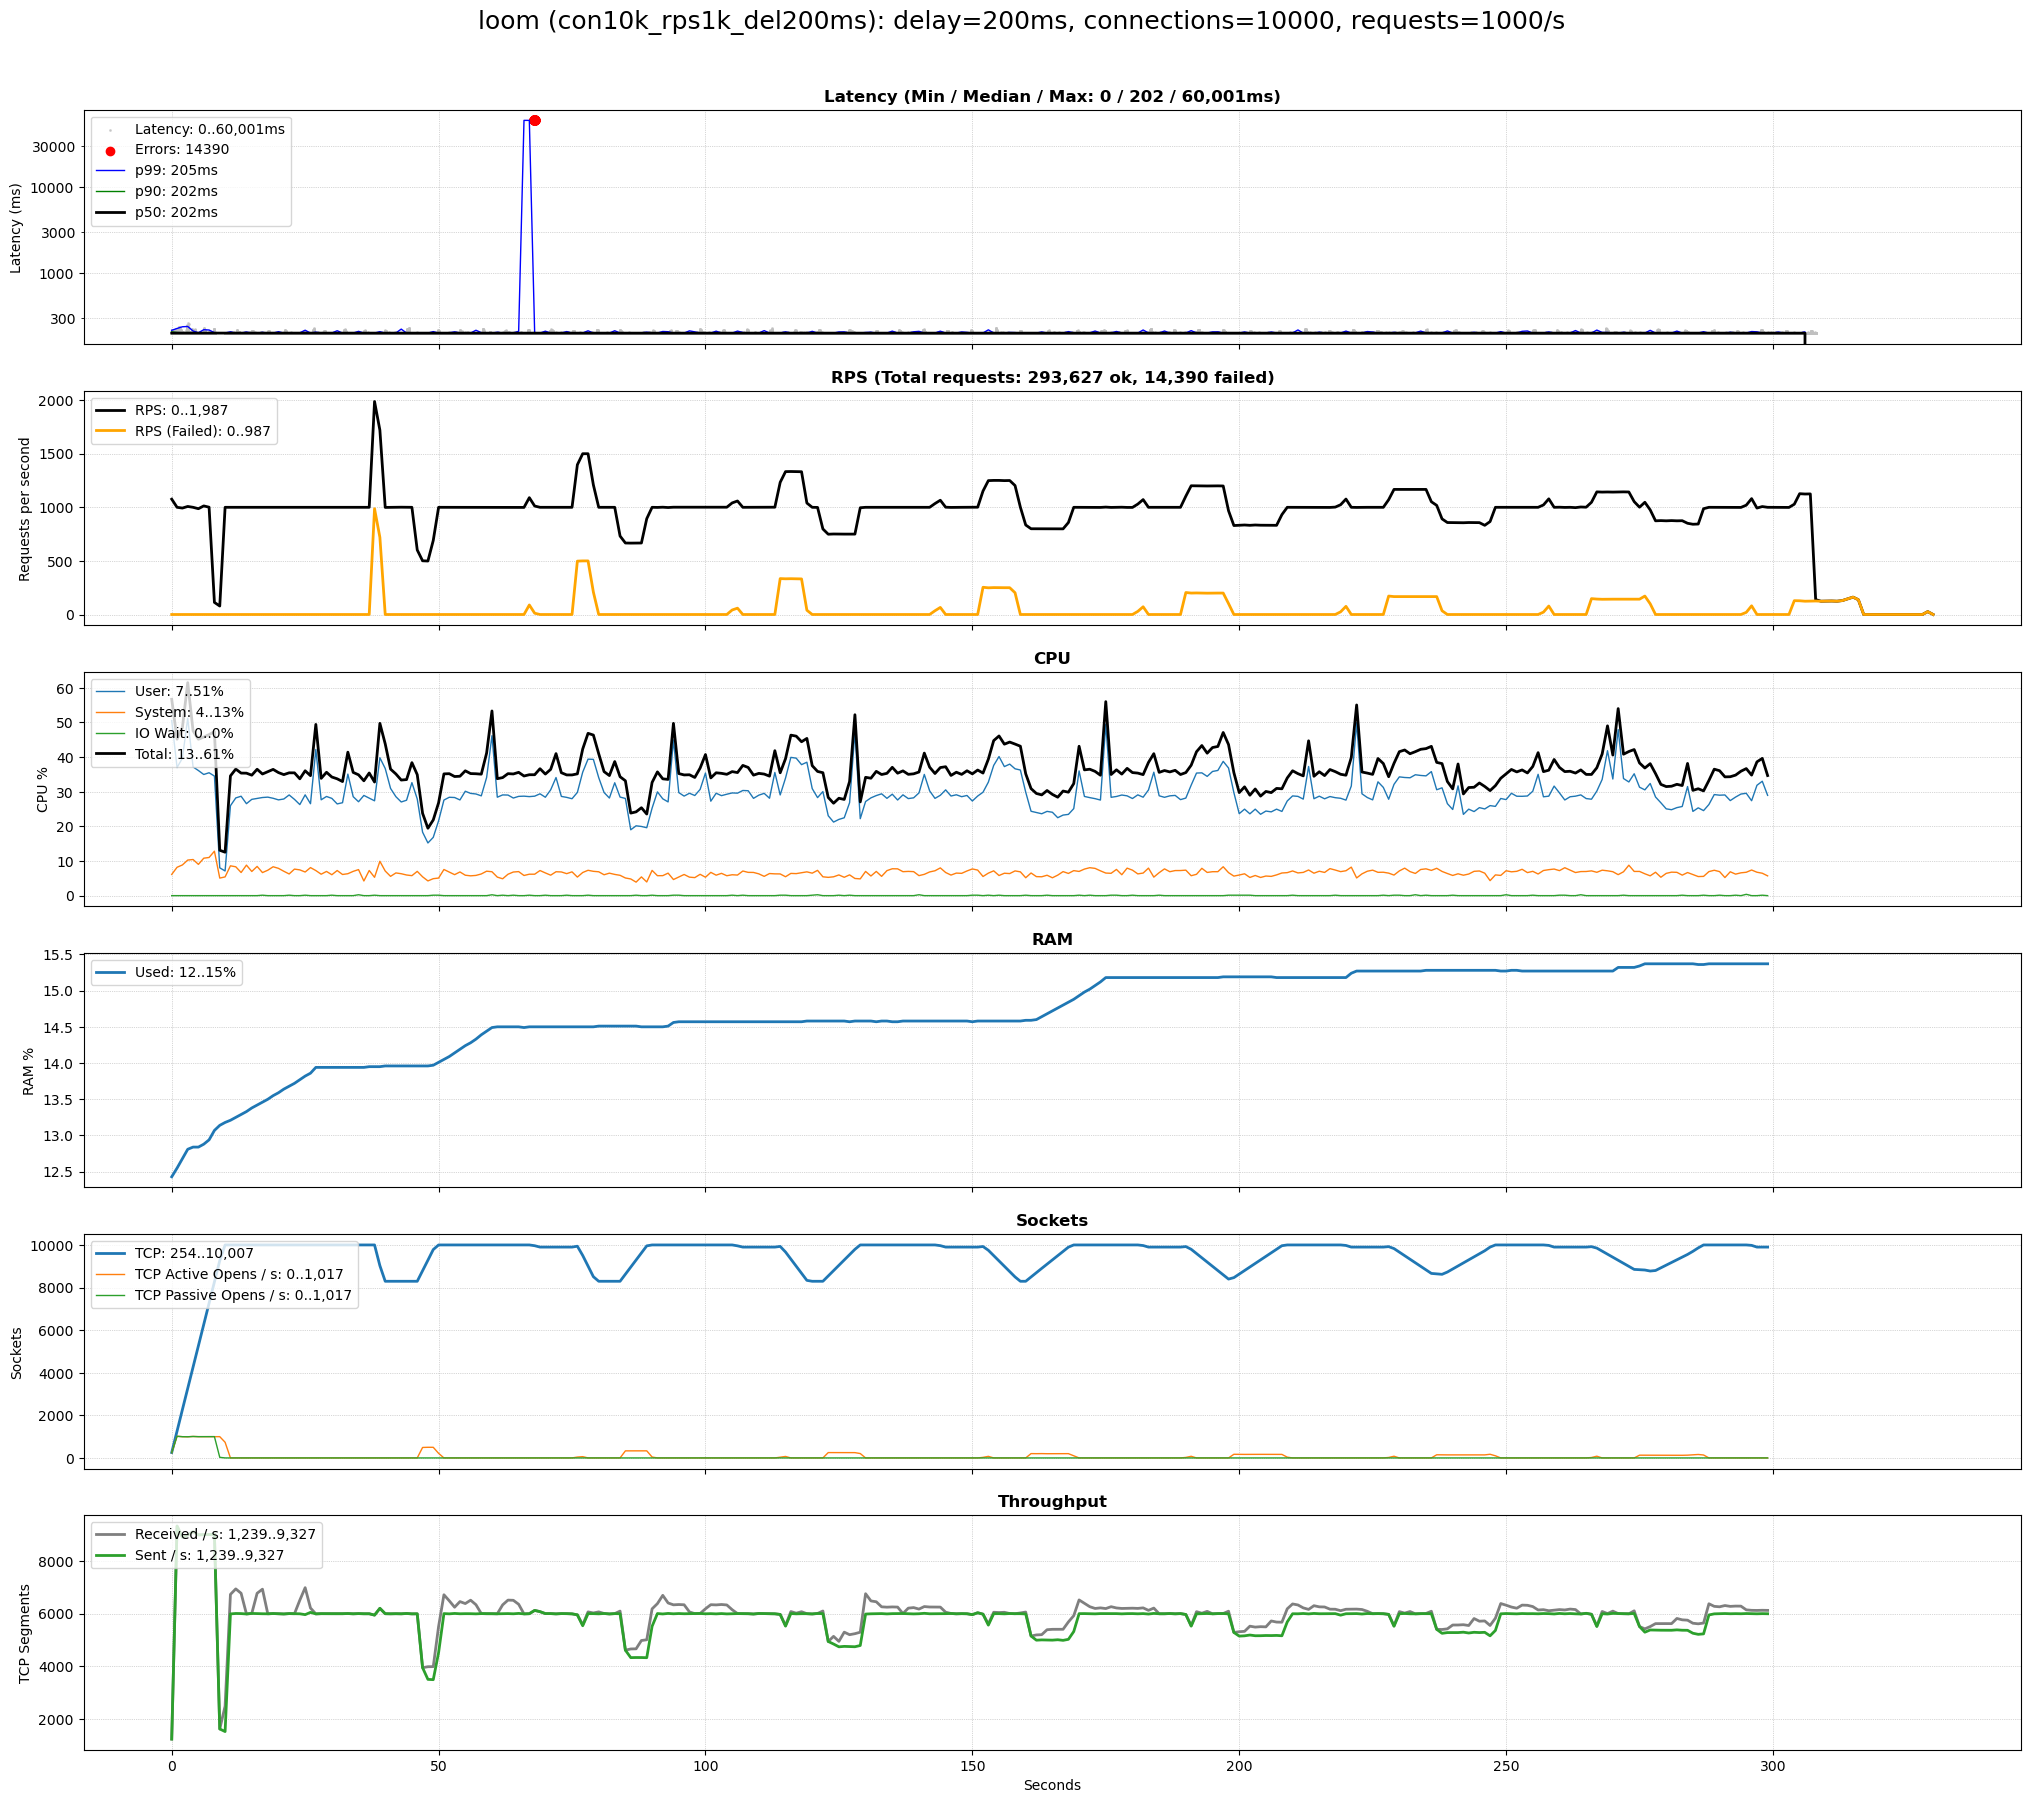 loom (con10k_rps1k_del200ms): delay=200ms, connections=10000, requests=1000/s
Latency (Min / Median / Max: 0 / 202 / 60,001ms)
Latency (ms)
30000
10000
3000
1000
300
Latency: 0..60,001ms
Errors: 14390
p99: 205ms
p90: 202ms
p50: 202ms
RPS (Total requests: 293,627 ok, 14,390 failed)
Requests per second
2000
1500
1000
500
0
RPS: 0..1,987
RPS (Failed): 0..987
CPU
CPU %
60
50
40
30
20
10
0
User: 7..51%
System: 4..13%
IO Wait: 0..0%
Total: 13..61%
RAM
RAM %
15.5
15.0
14.5
14.0
13.5
13.0
12.5
Used: 12..15%
Sockets
Sockets
10000
8000
6000
4000
2000
0
TCP: 254..10,007
TCP Active Opens / s: 0..1,017
TCP Passive Opens / s: 0..1,017
Throughput
TCP Segments
8000
6000
4000
2000
Received / s: 1,239..9,327
Sent / s: 1,239..9,327
0 50 100 150 200 250 300
Seconds